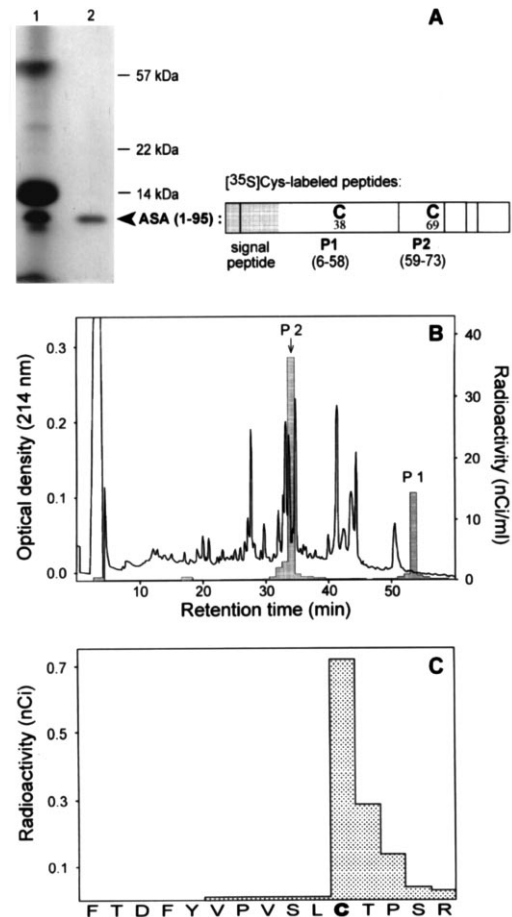 1 2 A
57 kDa
22 kDa
14 kDa
[35S]Cys-labeled peptides:
ASA (1-95) :
C C
38 69
signal P1 P2
peptide (6-58) (59-73)
B
P 2
P 1
Optical density (214 nm)
0.3
0.2
0.1
0.0
Radioactivity (nCi/ml)
40
30
20
10
0
10 20 30 40 50 60
Retention time (min)
C
Radioactivity (nCi)
0.7
0.5
0.3
0.1
F T D F Y V P V S L C T P S R